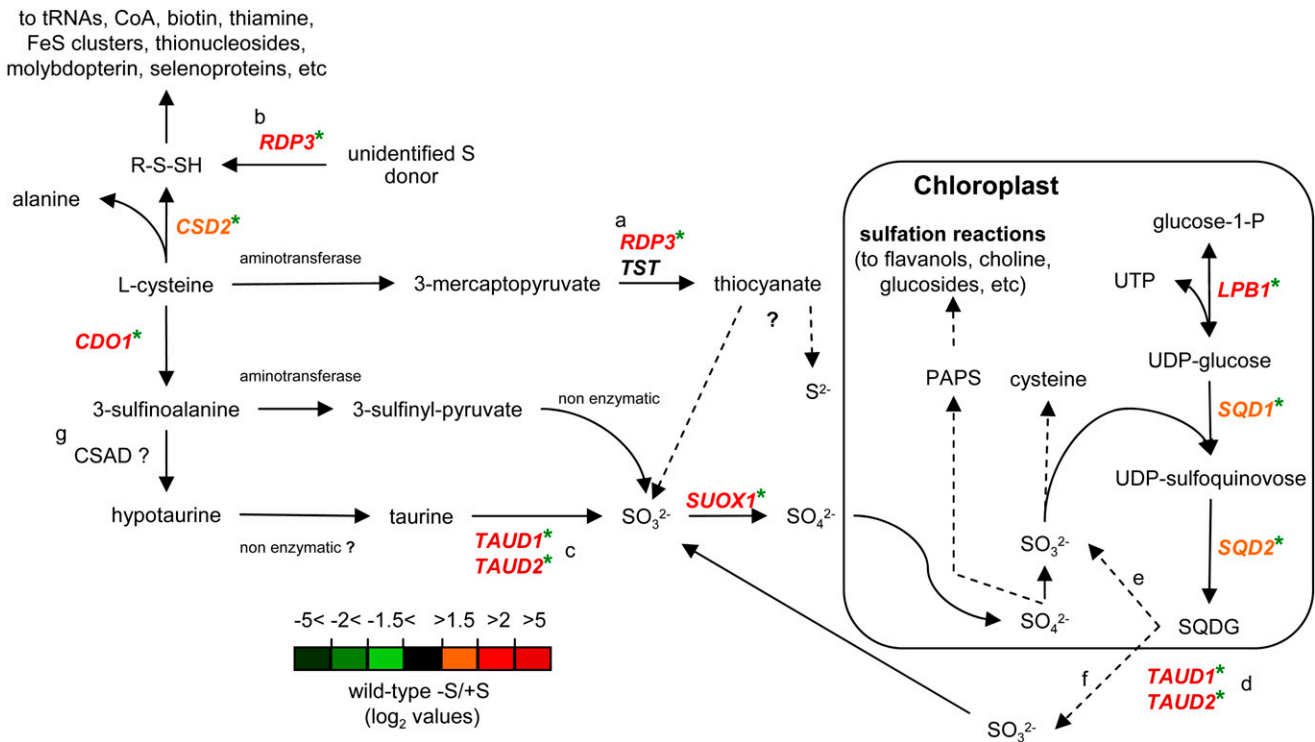 to tRNAs, CoA, biotin, thiamine,
FeS clusters, thionucleosides,
molybdopterin, selenoproteins, etc
b
RDP3*
R-S-SH
unidentified S
donor
alanine
CSD2*
L-cysteine
aminotransferase
3-mercaptopyruvate
a
RDP3*
TST
thiocyanate
?
S2-
CDO1*
3-sulfinoalanine
aminotransferase
3-sulfinyl-pyruvate
non enzymatic
g
CSAD ?
hypotaurine
non enzymatic ?
taurine
TAUD1*
TAUD2*
c
SO32-
SUOX1*
SO42-
Chloroplast
sulfation reactions
(to flavanols, choline,
glucosides, etc)
PAPS
cysteine
SO32-
SO42-
glucose-1-P
UTP
LPB1*
UDP-glucose
SQD1*
UDP-sulfoquinovose
SQD2*
SQDG
e
f
TAUD1*
TAUD2*
d
SO32-
-5< -2< -1.5< >1.5 >2 >5
wild-type -S/+S
(log2 values)